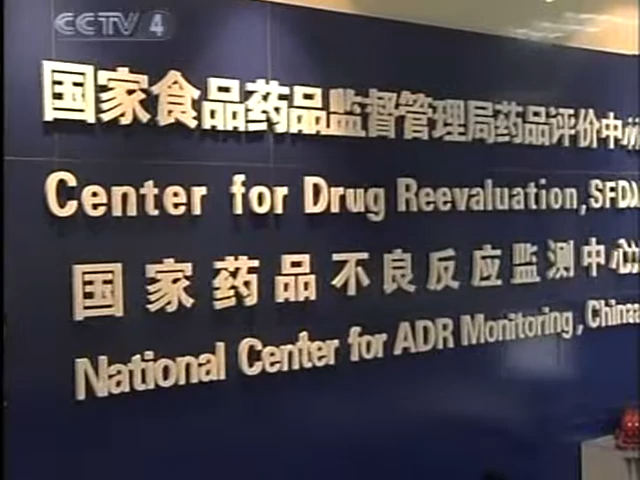 CCTV 4
国家食品药品监督管理局药品评价中心
Center for Drug Reevaluation, SFDA
国家药品不良反应监测中心
National Center for ADR Monitoring, China